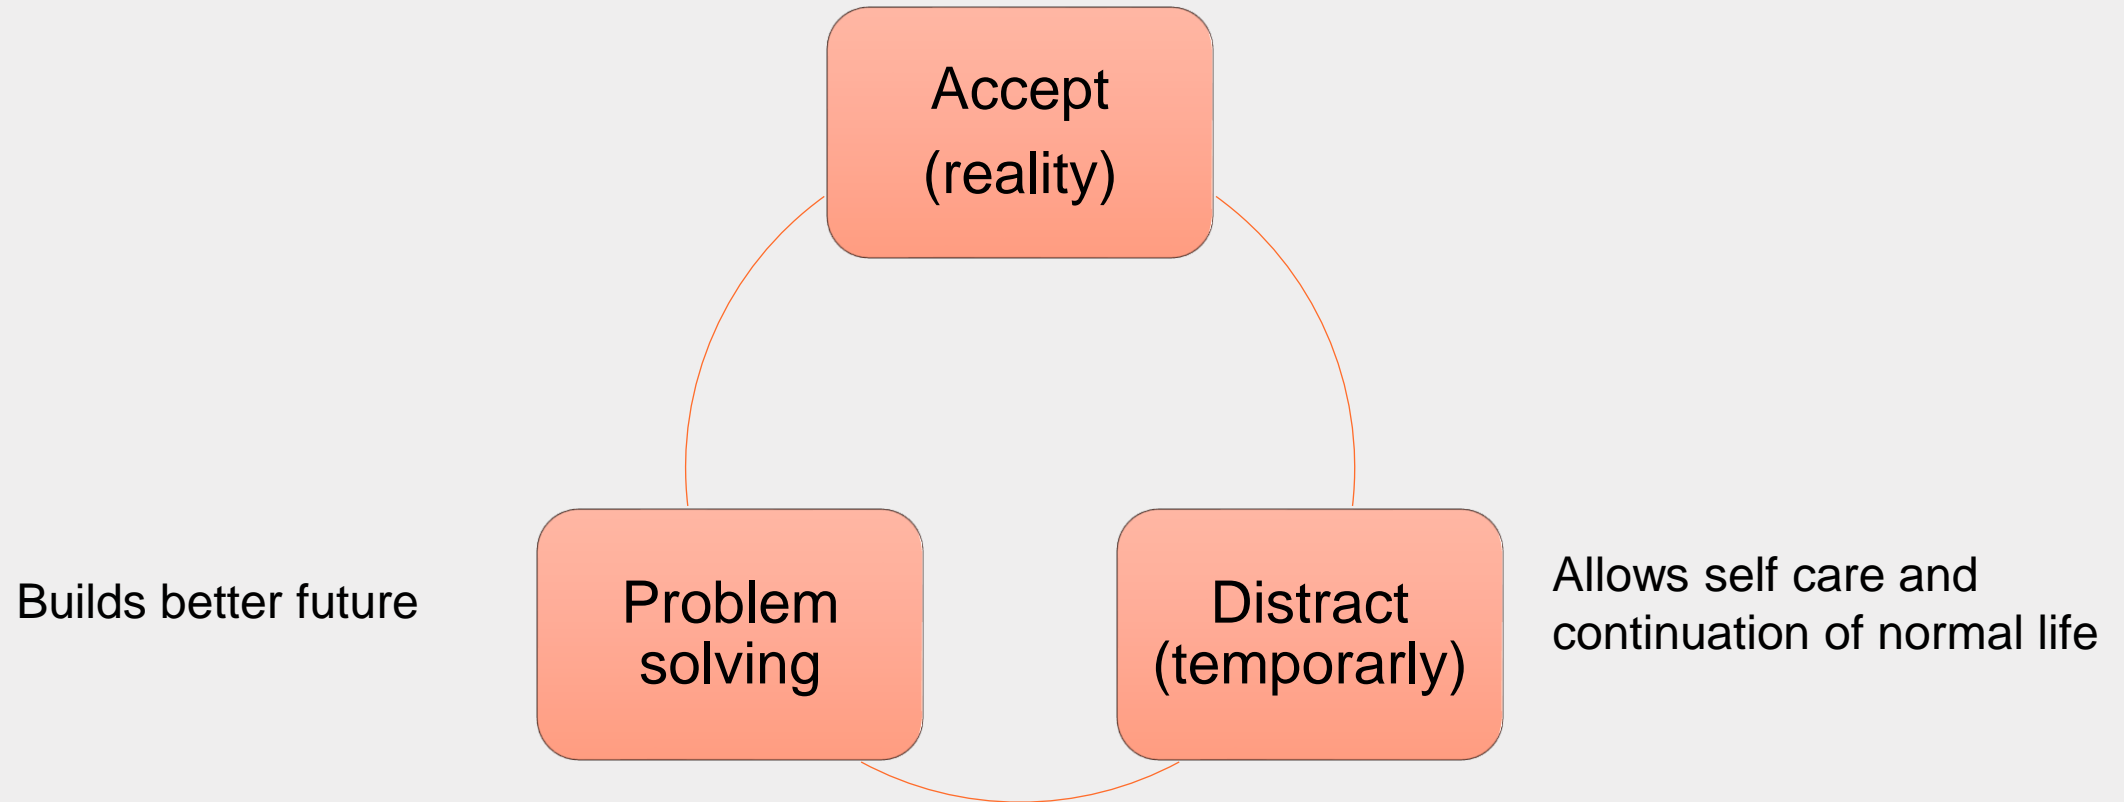 Accept
(reality)
Builds better future
Problem
solving
Distract
(temporarly)
Allows self care and
continuation of normal life